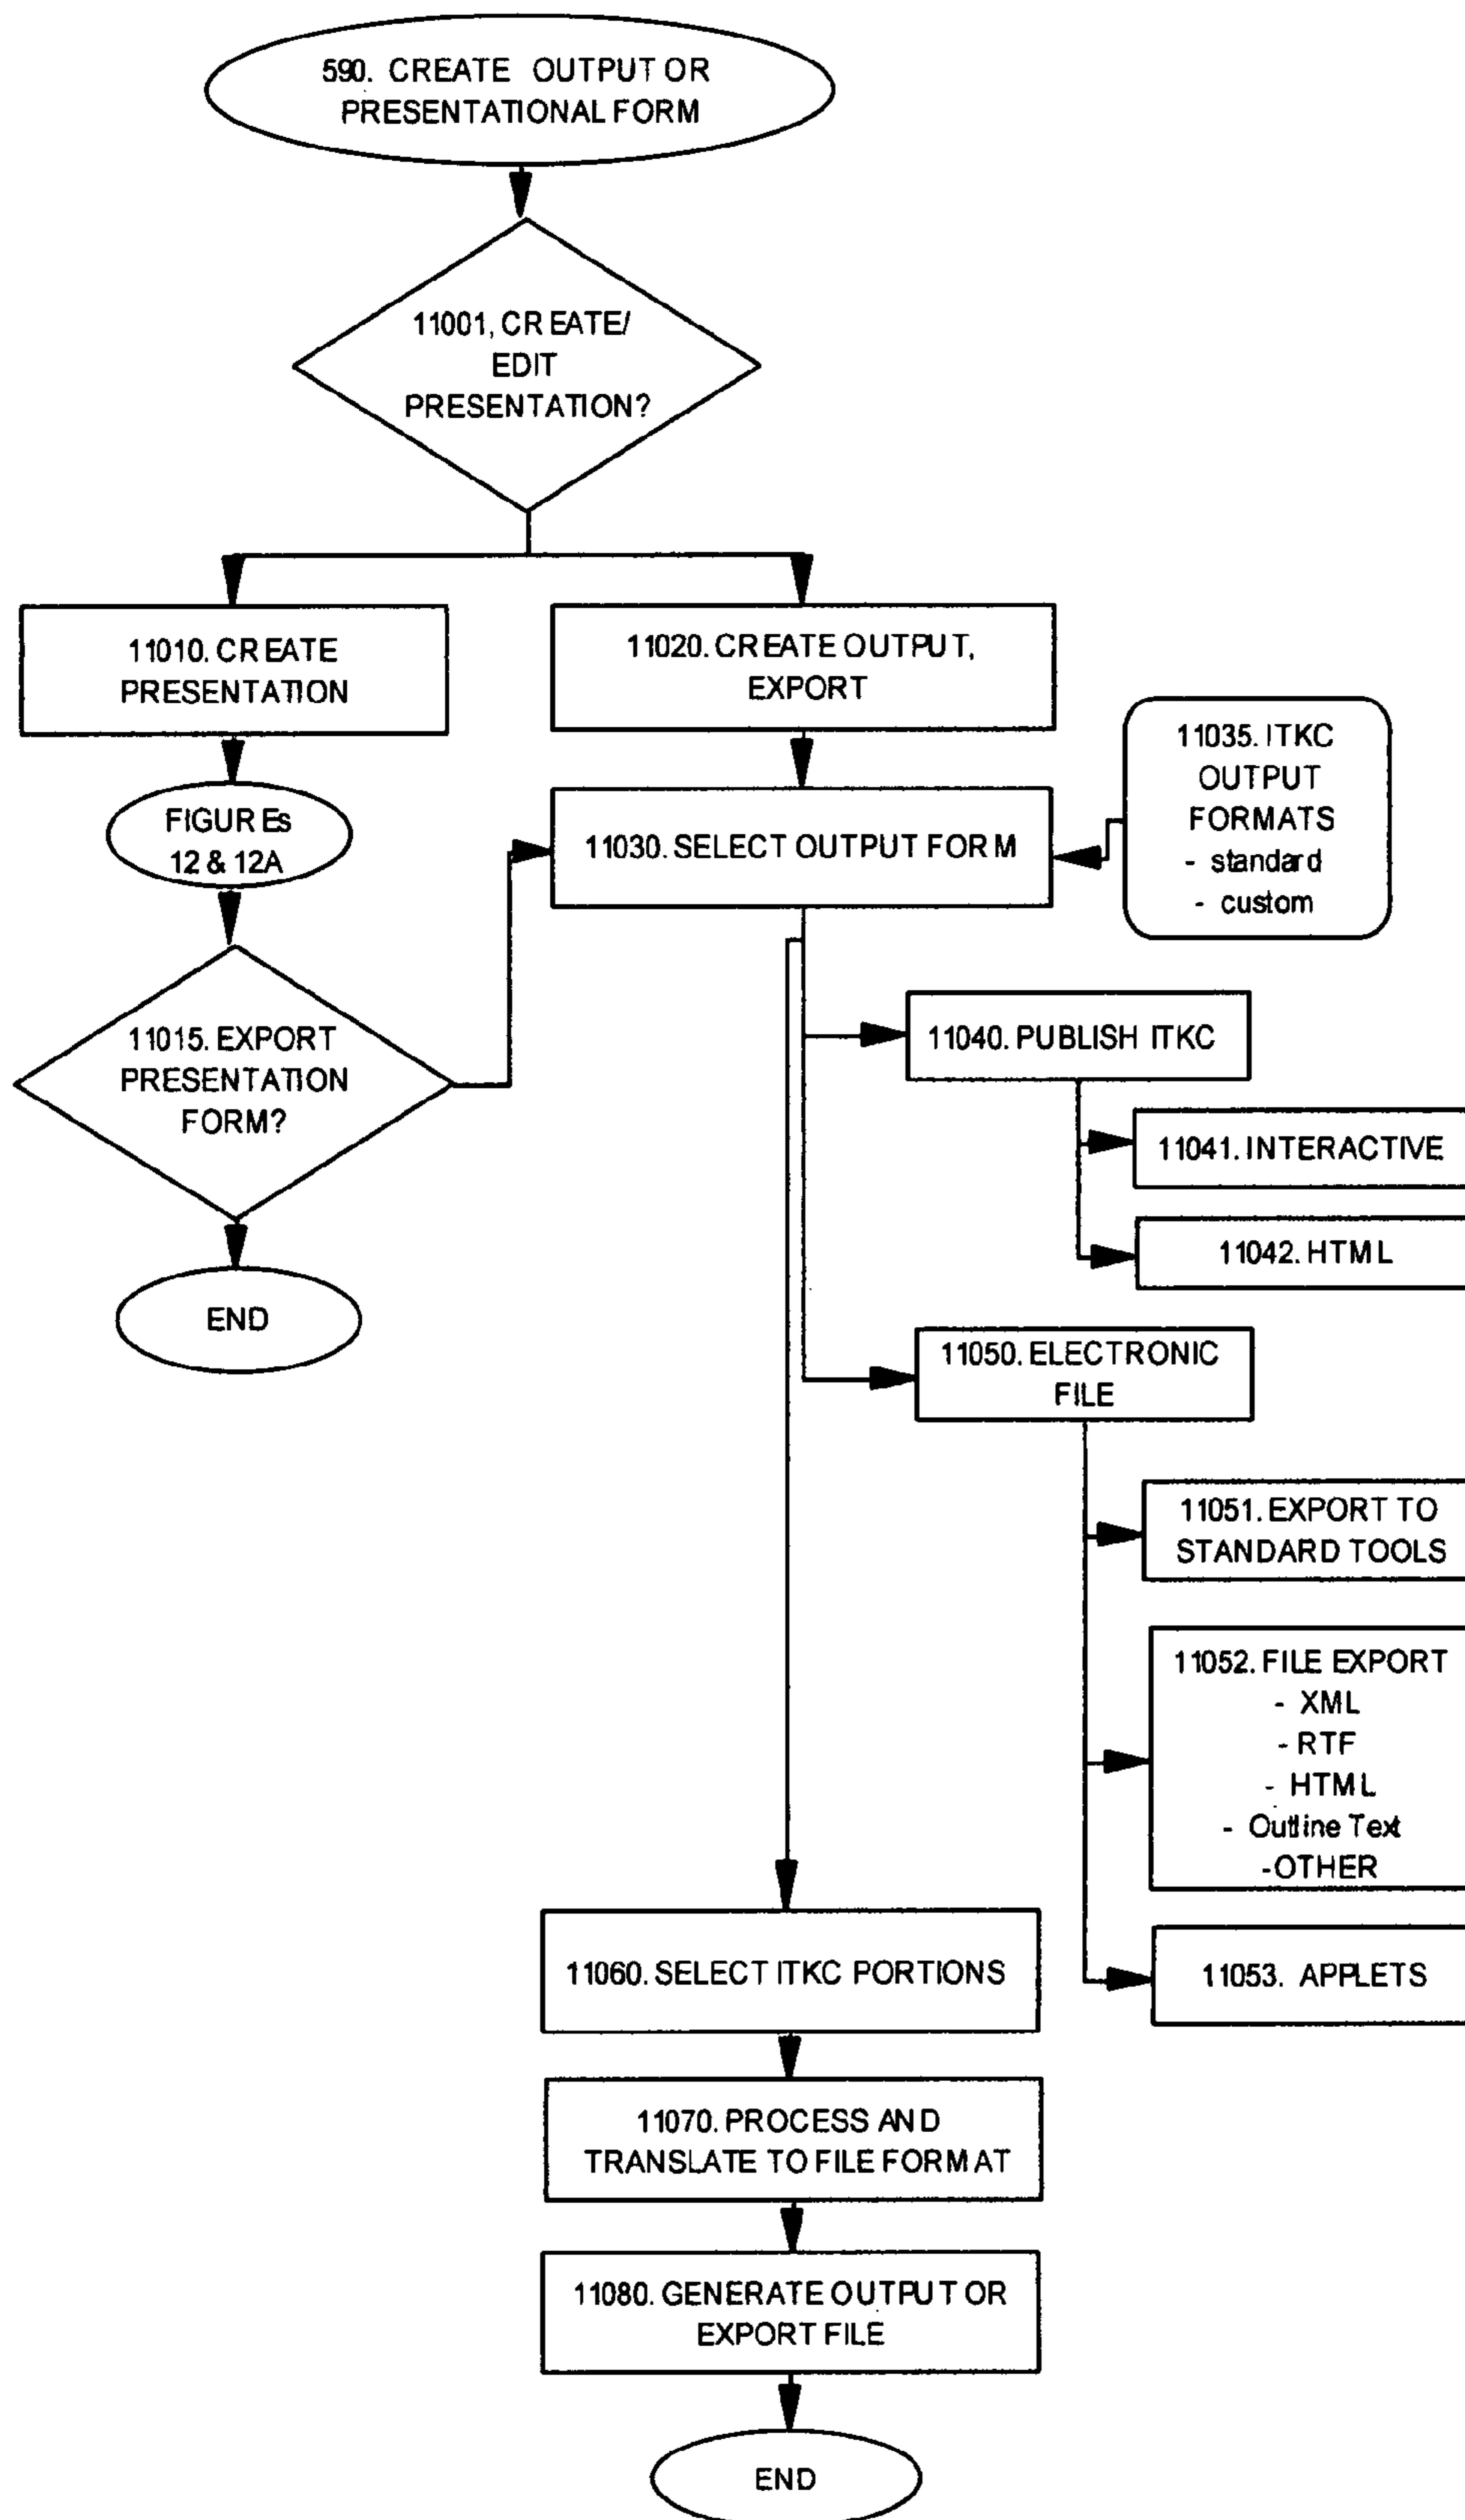 590. CREATE OUTPUT OR
PRESENTATIONAL FORM
11001, CREATE/
EDIT
PRESENTATION?
11010. CREATE
PRESENTATION
11020. CREATE OUTPUT,
EXPORT
11035. ITKC
OUTPUT
FORMATS
- standard
- custom
FIGUREs
12 & 12A
11030. SELECT OUTPUT FORM
11015. EXPORT
PRESENTATION
FORM?
11040. PUBLISH ITKC
11041. INTERACTIVE
11042. HTML
END
11050. ELECTRONIC
FILE
11051. EXPORT TO
STANDARD TOOLS
11052. FILE EXPORT
- XML
- RTF
- HTML
- Outline Text
-OTHER
11060. SELECT ITKC PORTIONS
11053. APPLETS
11070. PROCESS AND
TRANSLATE TO FILE FORMAT
11080. GENERATE OUTPUT OR
EXPORT FILE
END